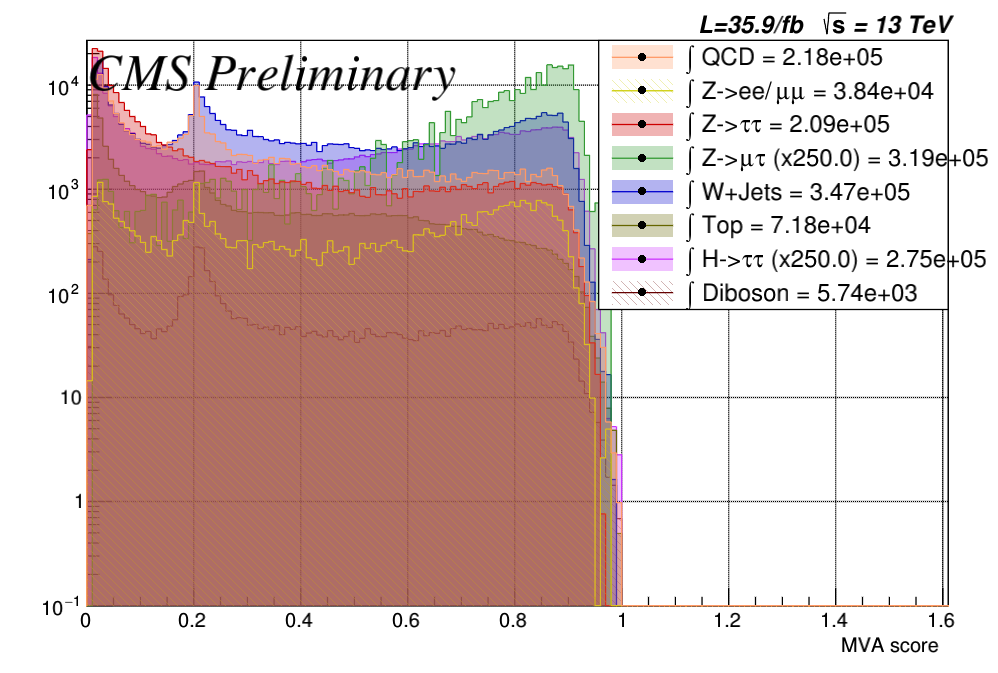 L=35.9/fb √s = 13 TeV
CMS Preliminary
∫ QCD = 2.18e+05
∫ Z->ee/μμ = 3.84e+04
∫ Z->ττ = 2.09e+05
∫ Z->μτ (x250.0) = 3.19e+05
∫ W+Jets = 3.47e+05
∫ Top = 7.18e+04
∫ H->ττ (x250.0) = 2.75e+05
∫ Diboson = 5.74e+03
10⁴
10³
10²
10
1
10⁻¹
0 0.2 0.4 0.6 0.8 1 1.2 1.4 1.6
MVA score